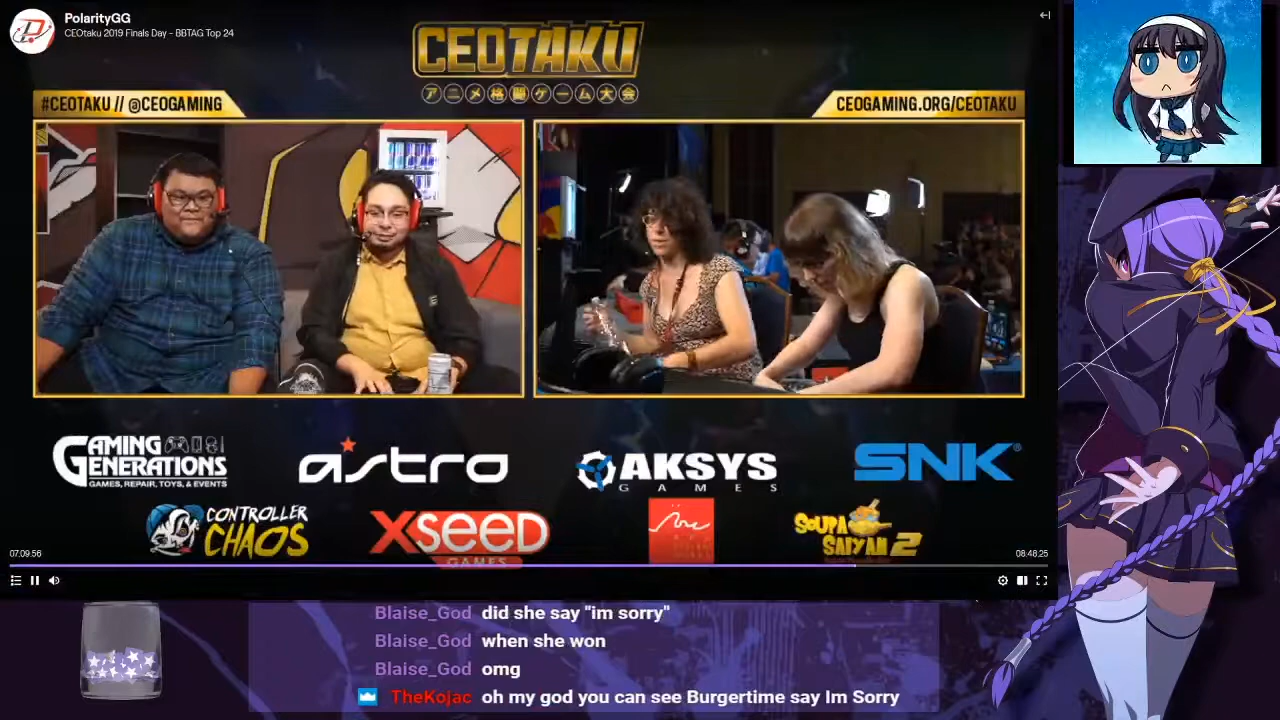 PolarityGG
CEOtaku 2019 Finals Day - BBTAG Top 24
CEOTAKU
アニメ格闘ゲーム大会
#CEOTAKU // @CEOGAMING
CEOGAMING.ORG/CEOTAKU
GAMING GENERATIONS
GAMES, REPAIR, TOYS, & EVENTS
astro
AKSYS
GAMES
SNK®
CONTROLLER CHAOS
XSEED
GAMES
SOUPA SAIYAN 2
07:09:56
08:48:25
Blaise_God did she say "im sorry"
Blaise_God when she won
Blaise_God omg
TheKojac oh my god you can see Burgertime say Im Sorry